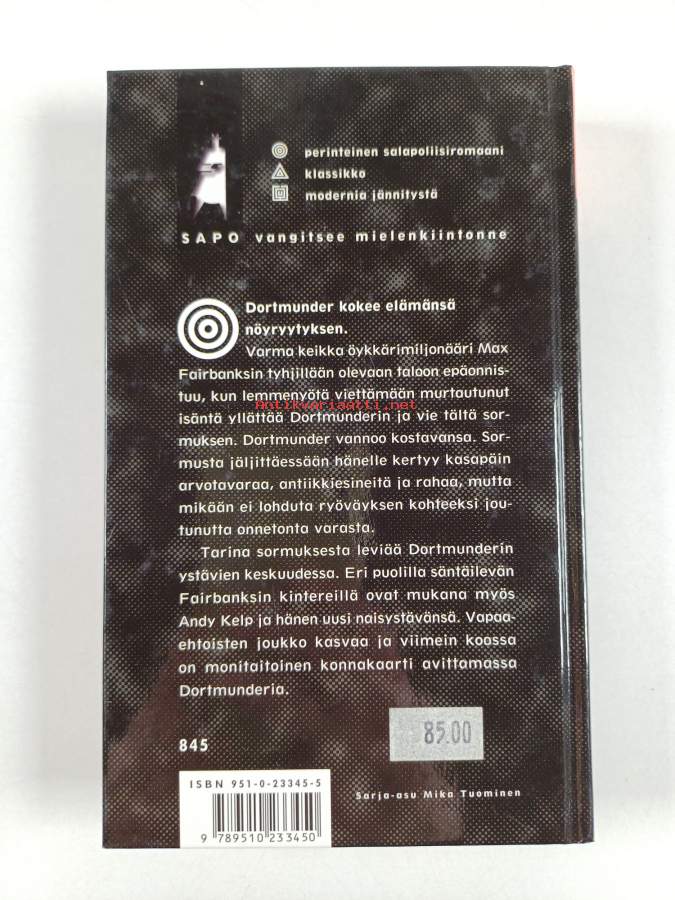 perinteinen salapoliisiromaani
klassikko
modernia jännitystä
SAPO vangitsee mielenkiintonne
Dortmunder kokee elämänsä
nöyryytyksen.
Varma keikka öykkärimiljonääri Max
Fairbanksin tyhjillään olevaan taloon epäonnis-
tuu, kun lemmenyötä viettämään murtautunut
Antikvariaatti.net
isäntä yllättää Dortmunderin ja vie tältä sor-
muksen. Dortmunder vannoo kostavansa. Sor-
musta jäljittäessään hänelle kertyy kasapäin
arvotavaraa, antiikkiesineitä ja rahaa, mutta
mikään ei lohduta ryöväyksen kohteeksi jou-
tunutta onnetonta varasta.
Tarina sormuksesta leviää Dortmunderin
ystävien keskuudessa. Eri puolilla säntäilevän
Fairbanksin kintereillä ovat mukana myös
Andy Kelp ja hänen uusi naisystävänsä. Vapaa-
ehtoisten joukko kasvaa ja viimein koossa
on monitaitoinen konnakaarti avittamassa
Dortmunderia.
845
85.00
ISBN 951-0-23345-5
9 789510 233450
Sarja-asu Mika Tuominen